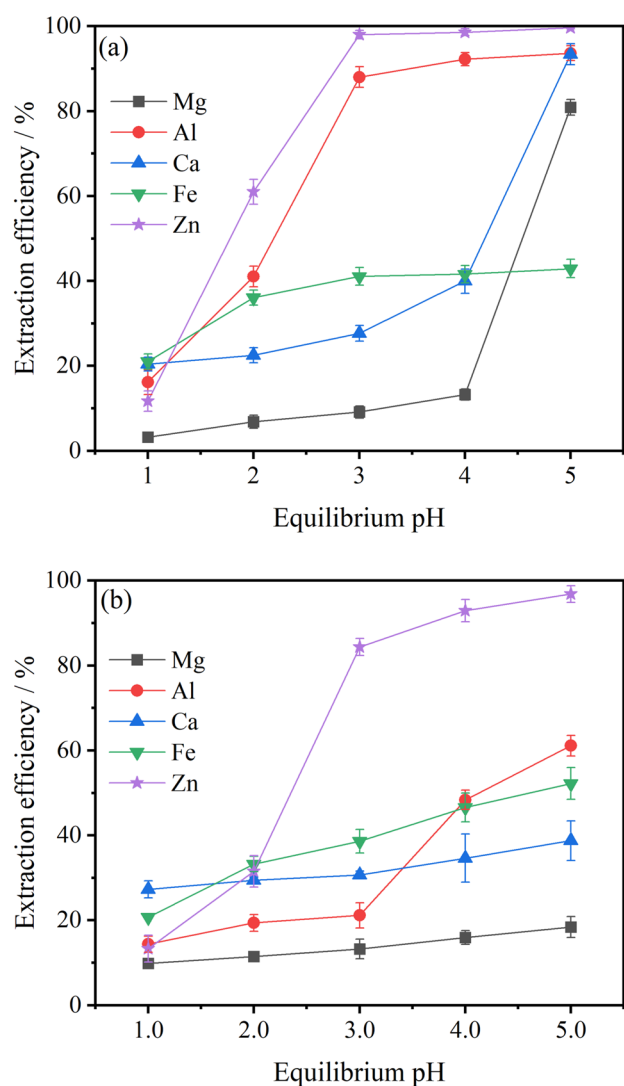 (a)
Extraction efficiency / %
100
80
60
40
20
0
Mg
Al
Ca
Fe
Zn
1 2 3 4 5
Equilibrium pH
(b)
Extraction efficiency / %
100
80
60
40
20
0
Mg
Al
Ca
Fe
Zn
1.0 2.0 3.0 4.0 5.0
Equilibrium pH